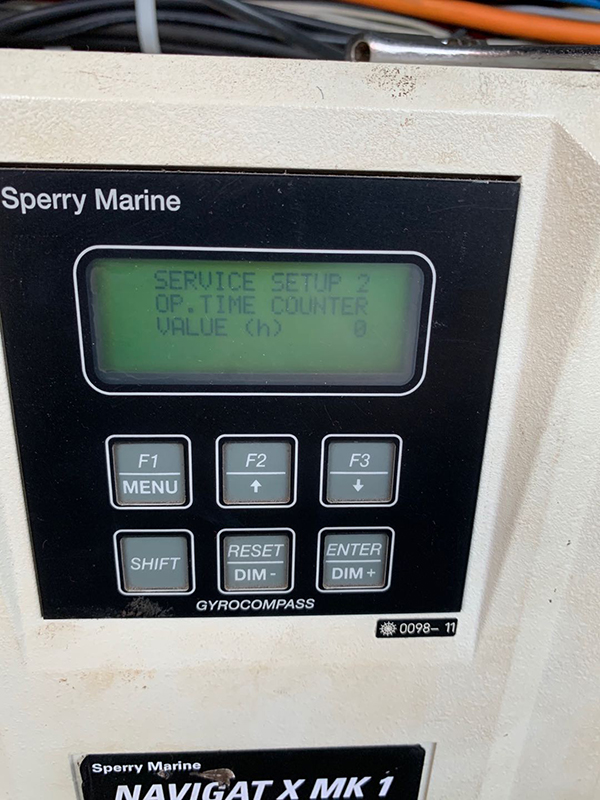 Sperry Marine
SERVICE SETUP 2
OP.TIME COUNTER
VALUE (h) 0
F1
MENU
F2
↑
F3
↓
SHIFT
RESET
DIM -
ENTER
DIM +
GYROCOMPASS
0098- 11
Sperry Marine
NAVIGAT X MK 1